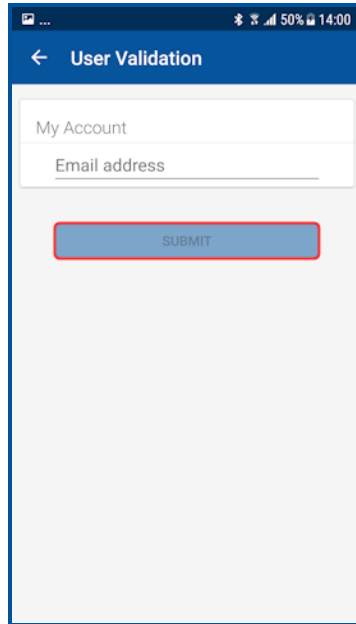 ... 50% 14:00
User Validation
My Account
Email address
SUBMIT